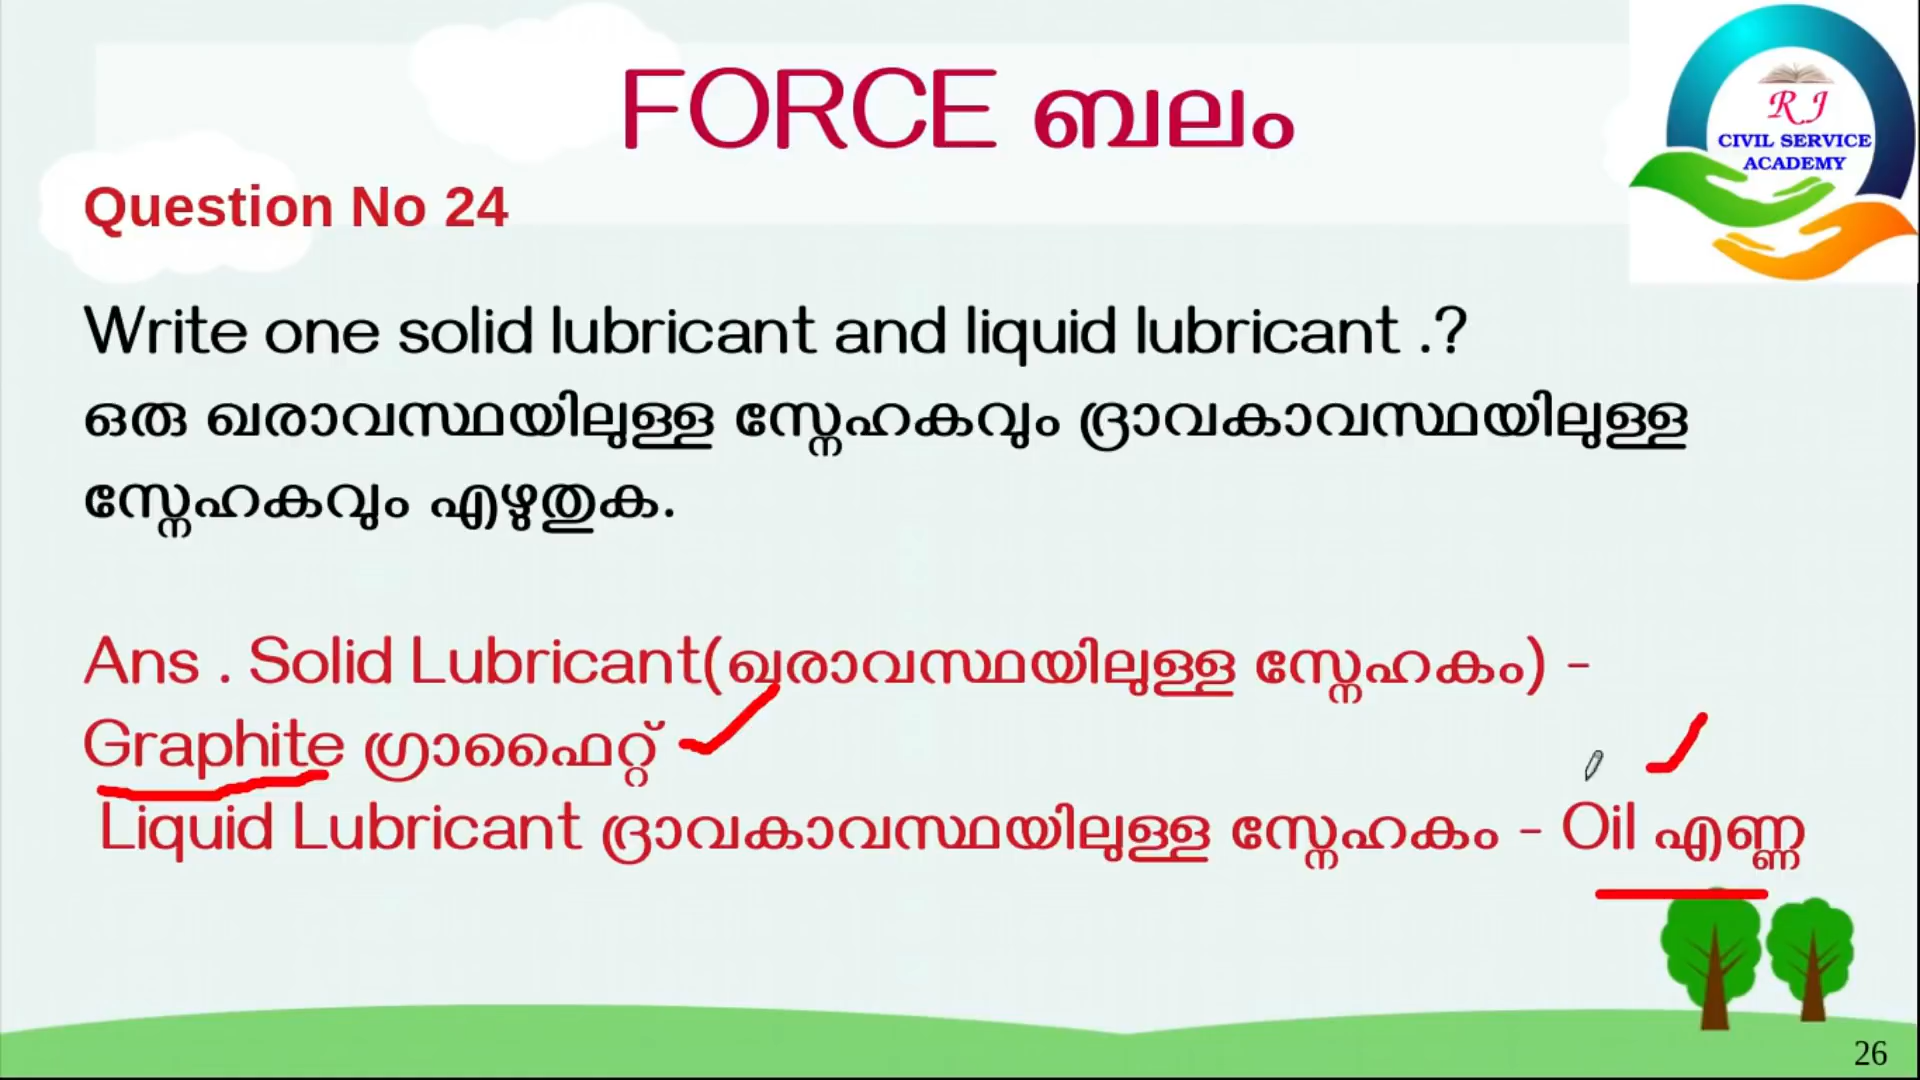 FORCE ബലം
R J
CIVIL SERVICE
ACADEMY
Question No 24
Write one solid lubricant and liquid lubricant .?
ഒരു ഖരാവസ്ഥയിലുള്ള സ്നേഹകവും ദ്രാവകാവസ്ഥയിലുള്ള
സ്നേഹകവും എഴുതുക.
Ans . Solid Lubricant(ഖരാവസ്ഥയിലുള്ള സ്നേഹകം) -
Graphite ഗ്രാഫൈറ്റ്
Liquid Lubricant ദ്രാവകാവസ്ഥയിലുള്ള സ്നേഹകം - Oil എണ്ണ
26